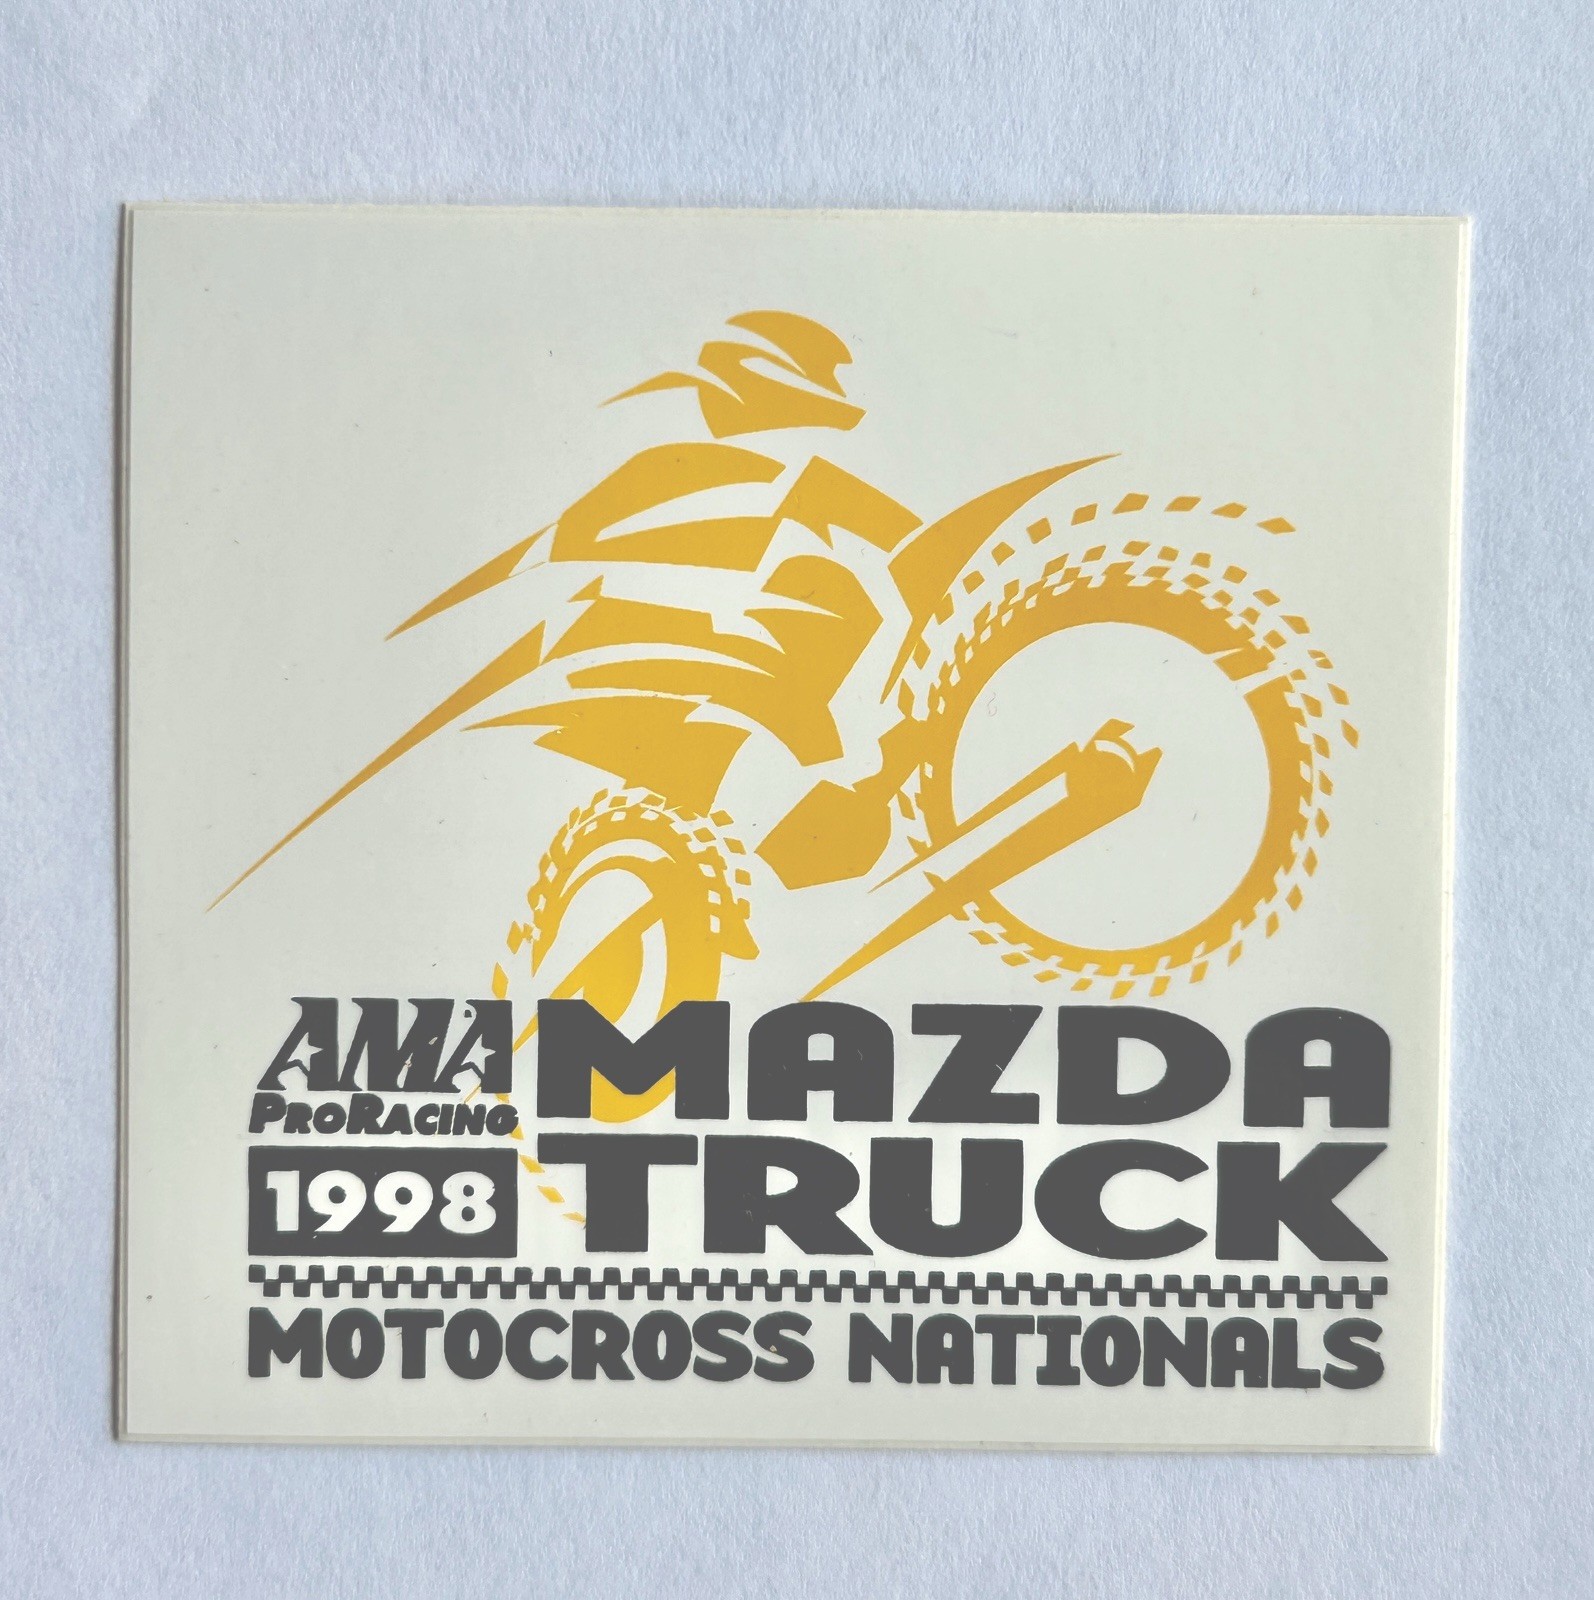 AMA MAZDA
PRORACING
1998 TRUCK
MOTOCROSS NATIONALS